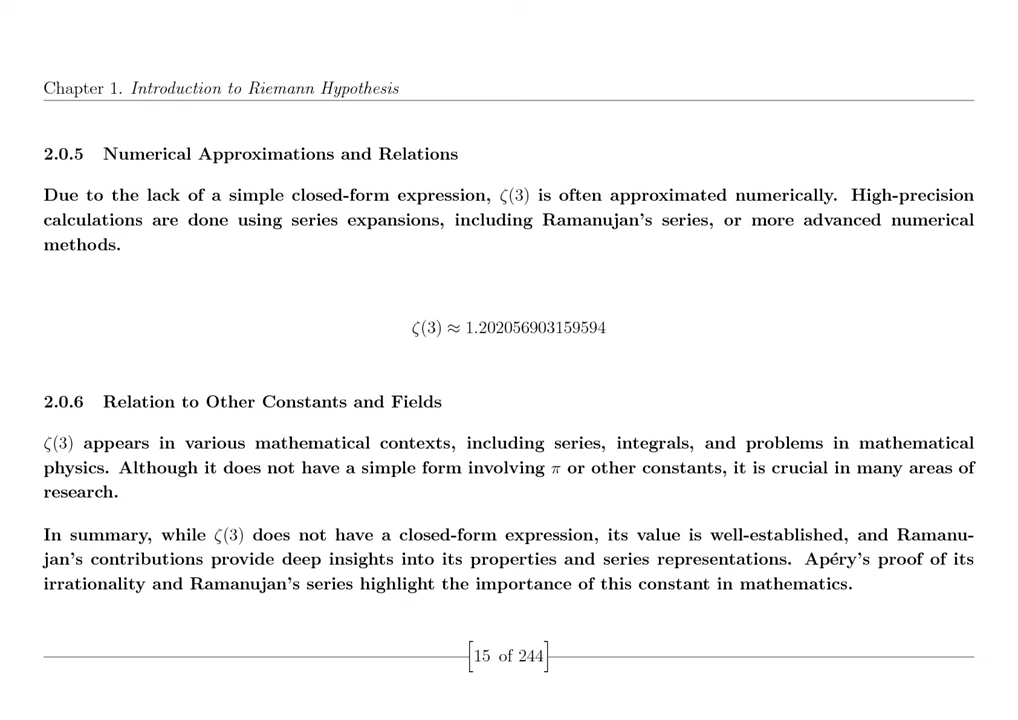 Chapter 1. Introduction to Riemann Hypothesis
2.0.5 Numerical Approximations and Relations
Due to the lack of a simple closed-form expression, ζ(3) is often approximated numerically. High-precision
calculations are done using series expansions, including Ramanujan's series, or more advanced numerical
methods.
ζ(3) ≈ 1.202056903159594
2.0.6 Relation to Other Constants and Fields
ζ(3) appears in various mathematical contexts, including series, integrals, and problems in mathematical
physics. Although it does not have a simple form involving π or other constants, it is crucial in many areas of
research.
In summary, while ζ(3) does not have a closed-form expression, its value is well-established, and Ramanu-
jan's contributions provide deep insights into its properties and series representations. Apéry's proof of its
irrationality and Ramanujan's series highlight the importance of this constant in mathematics.
[15 of 244]